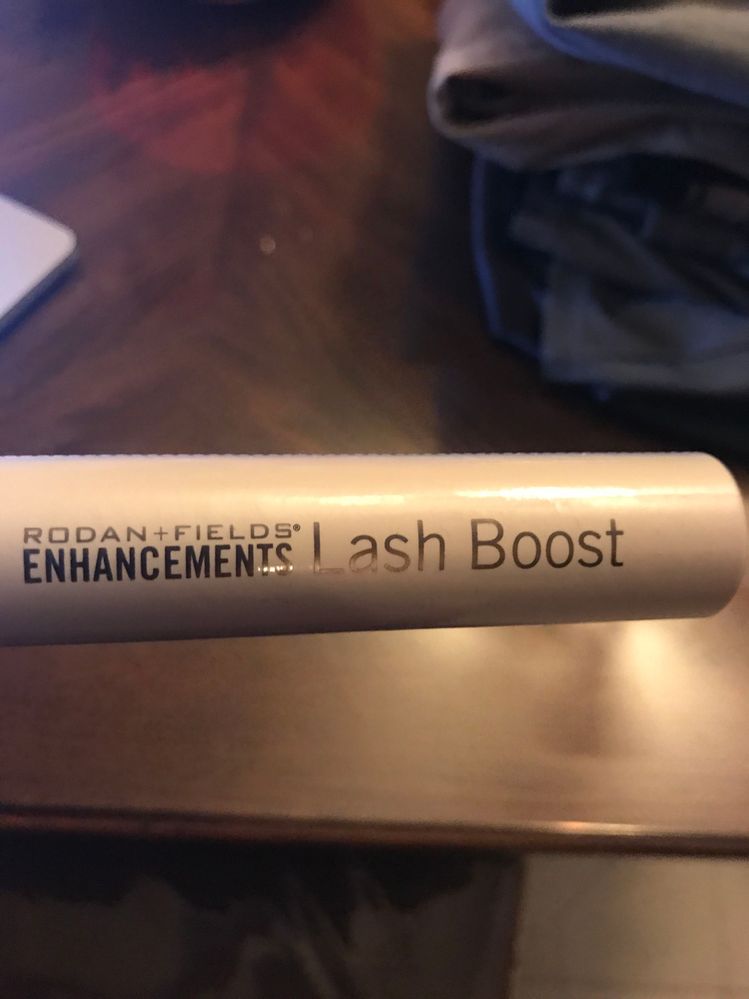 RODAN+FIELDS®
ENHANCEMENTS
Lash Boost